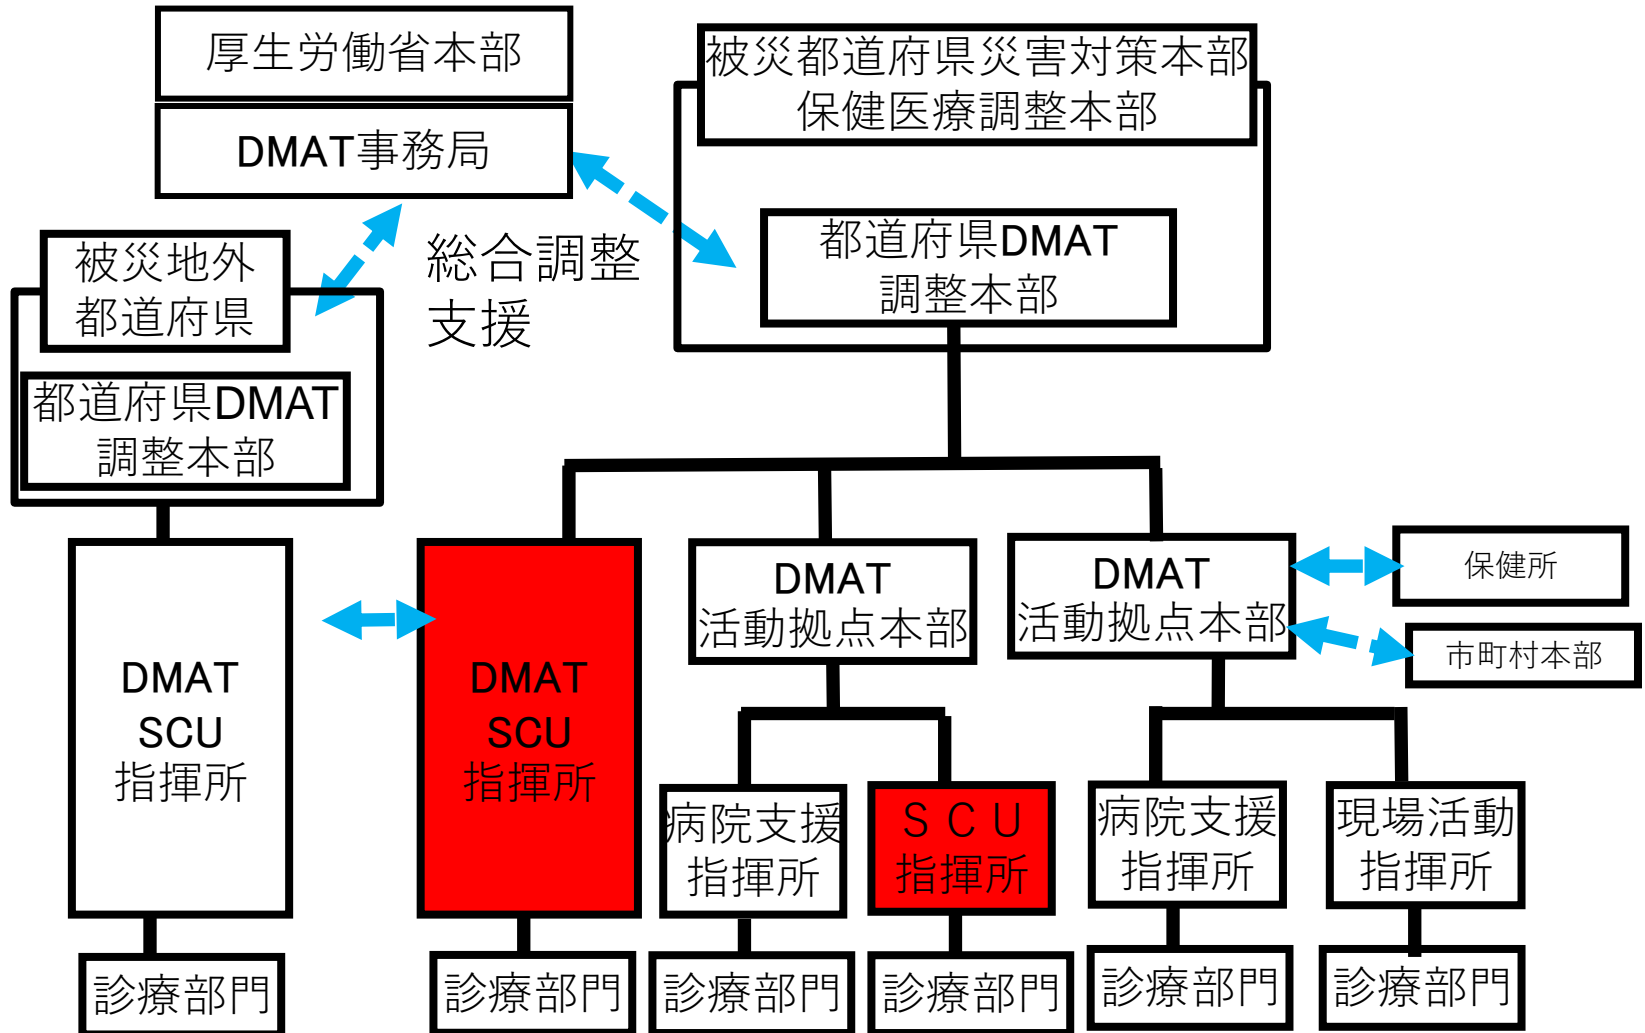 厚生労働省本部
DMAT事務局
被災都道府県災害対策本部
保健医療調整本部
都道府県DMAT
調整本部
総合調整
支援
被災地外
都道府県
都道府県DMAT
調整本部
DMAT
SCU
指揮所
診療部門
DMAT
SCU
指揮所
診療部門
DMAT
活動拠点本部
病院支援
指揮所
診療部門
ＳＣＵ
指揮所
診療部門
DMAT
活動拠点本部
保健所
市町村本部
病院支援
指揮所
診療部門
現場活動
指揮所
診療部門